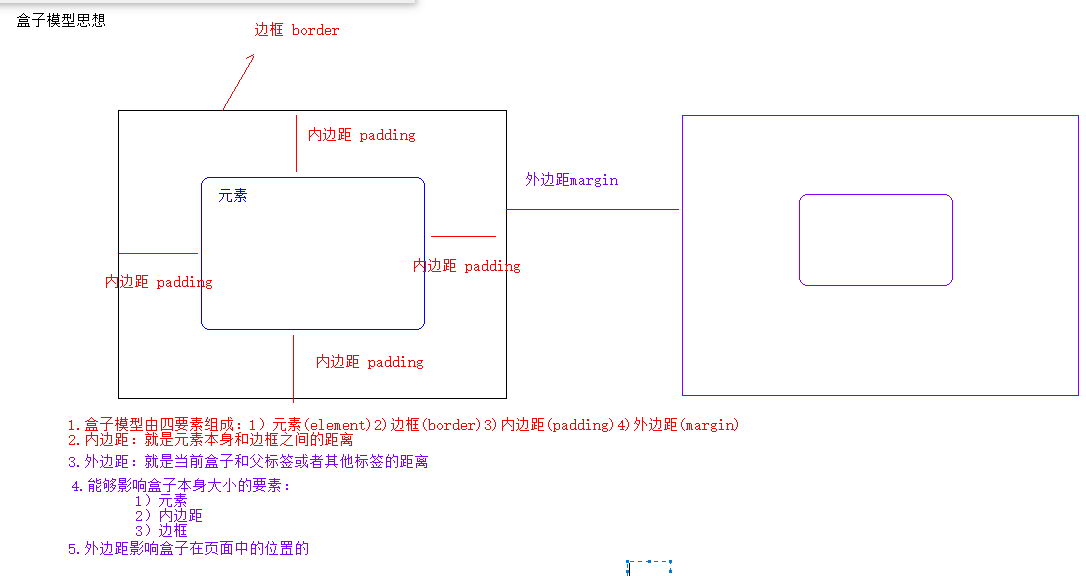 盒子模型思想
边框 border
内边距 padding
外边距margin
元素
内边距 padding
内边距 padding
内边距 padding
1.盒子模型由四要素组成:1)元素(element)2)边框(border)3)内边距(padding)4)外边距(margin)
2.内边距:就是元素本身和边框之间的距离
3.外边距:就是当前盒子和父标签或者其他标签的距离
4.能够影响盒子本身大小的要素:
1)元素
2)内边距
3)边框
5.外边距影响盒子在页面中的位置的